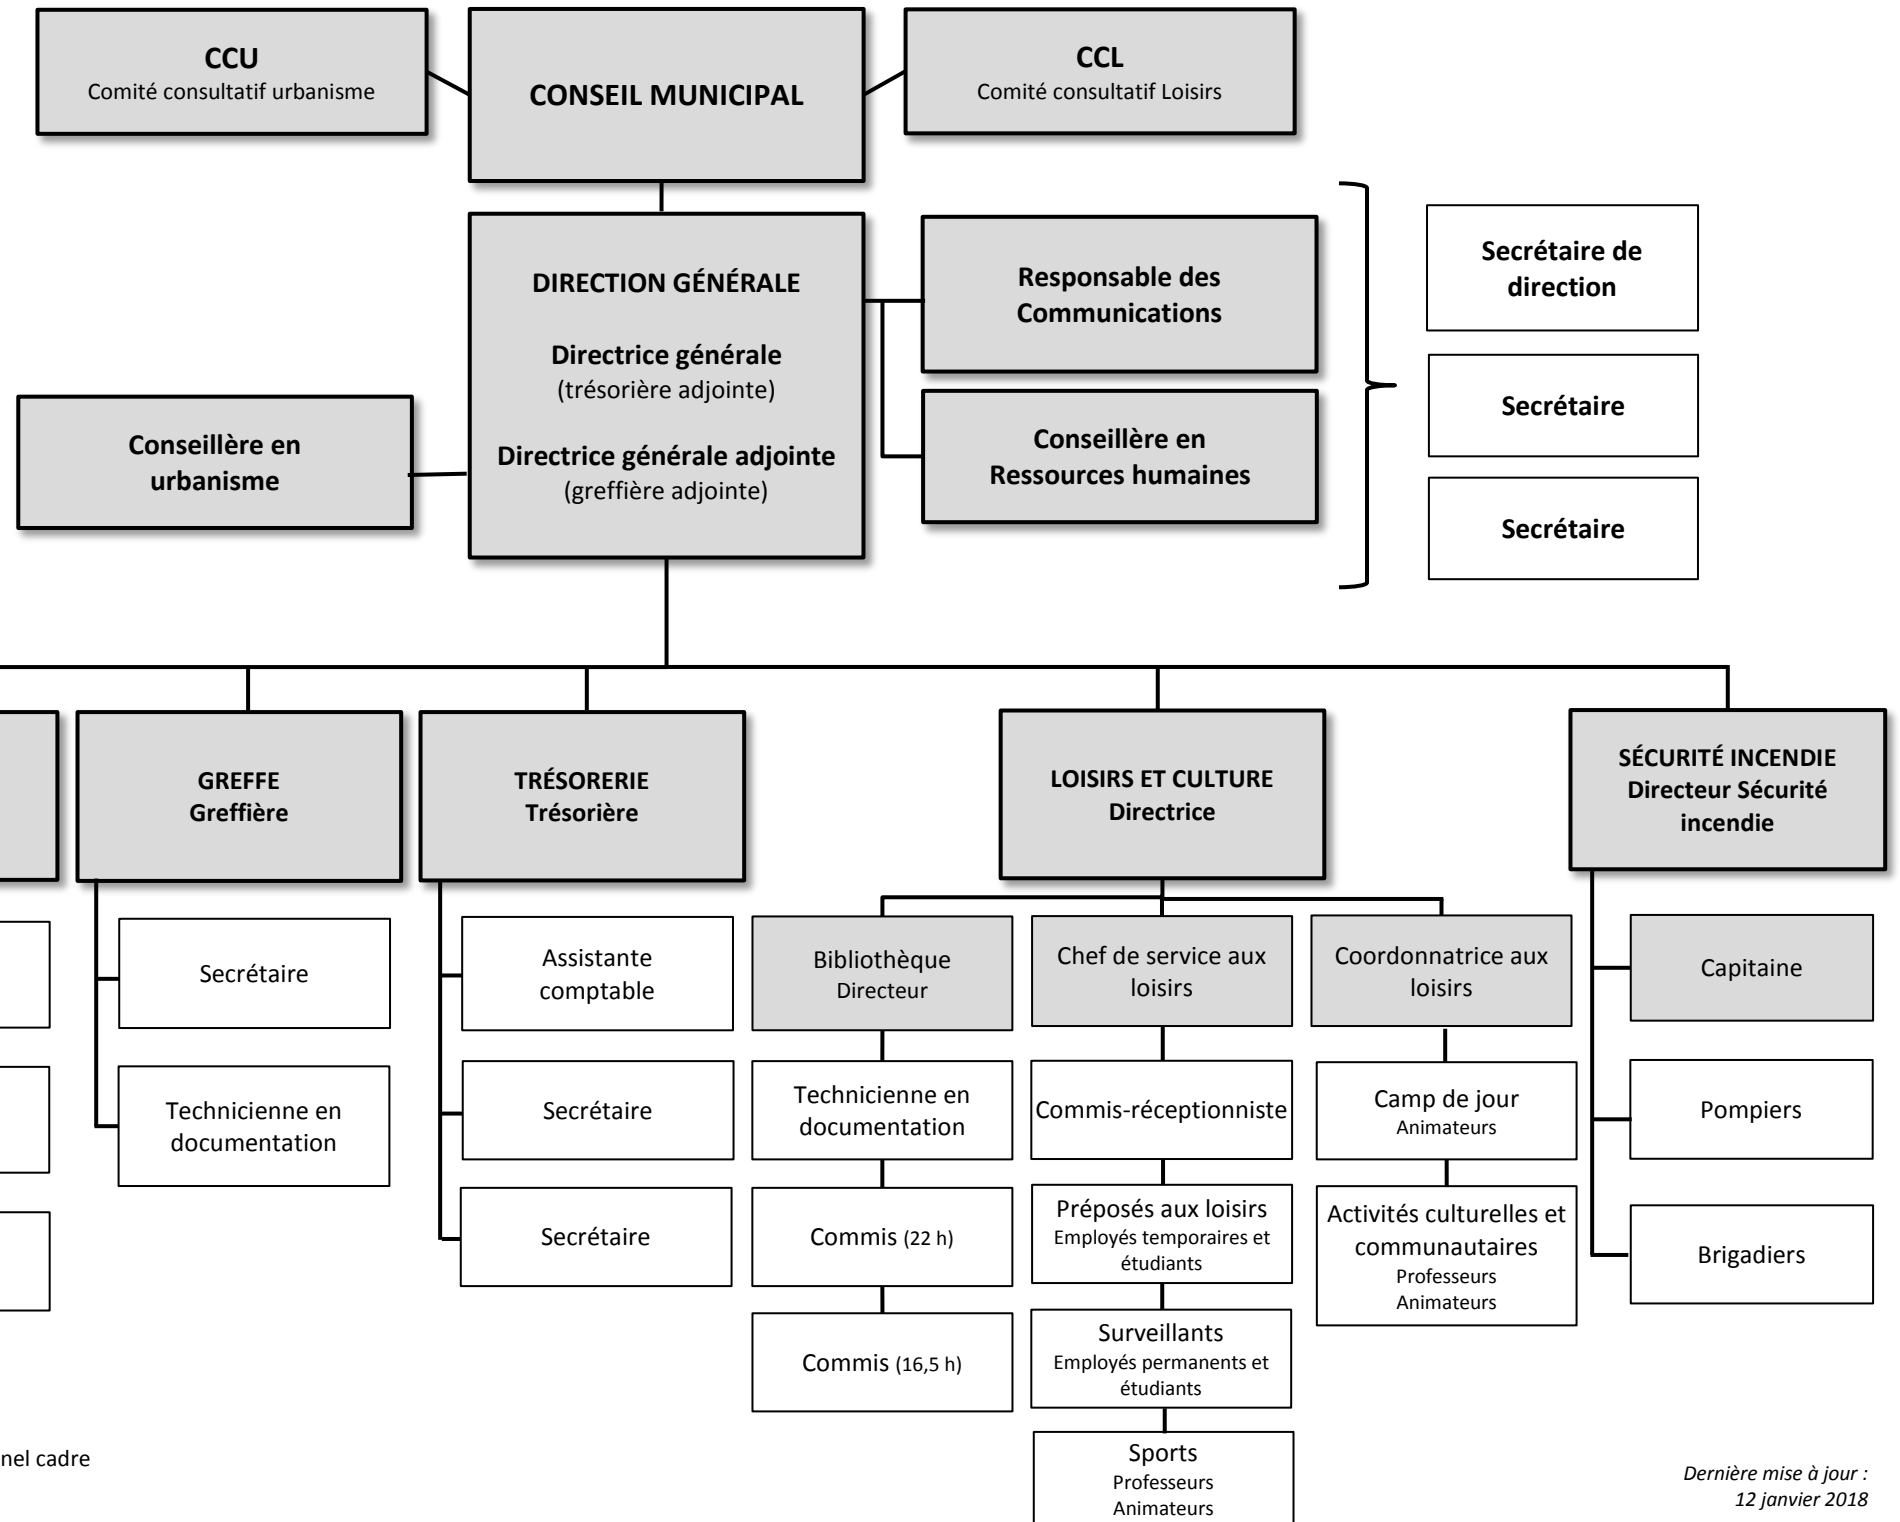 CCU
Comité consultatif urbanisme
CONSEIL MUNICIPAL
CCL
Comité consultatif Loisirs
DIRECTION GÉNÉRALE
Directrice générale
(trésorière adjointe)
Directrice générale adjointe
(greffière adjointe)
Responsable des
Communications
Conseillère en
Ressources humaines
Secrétaire de
direction
Secrétaire
Secrétaire
Conseillère en
urbanisme
GREFFE
Greffière
Secrétaire
Technicienne en
documentation
TRÉSORERIE
Trésorière
Assistante
comptable
Secrétaire
Secrétaire
LOISIRS ET CULTURE
Directrice
Bibliothèque
Directeur
Technicienne en
documentation
Commis (22 h)
Commis (16,5 h)
Chef de service aux
loisirs
Commis-réceptionniste
Préposés aux loisirs
Employés temporaires et
étudiants
Surveillants
Employés permanents et
étudiants
Sports
Professeurs
Animateurs
Coordonnatrice aux
loisirs
Camp de jour
Animateurs
Activités culturelles et
communautaires
Professeurs
Animateurs
SÉCURITÉ INCENDIE
Directeur Sécurité
incendie
Capitaine
Pompiers
Brigadiers
nel cadre
Dernière mise à jour :
12 janvier 2018